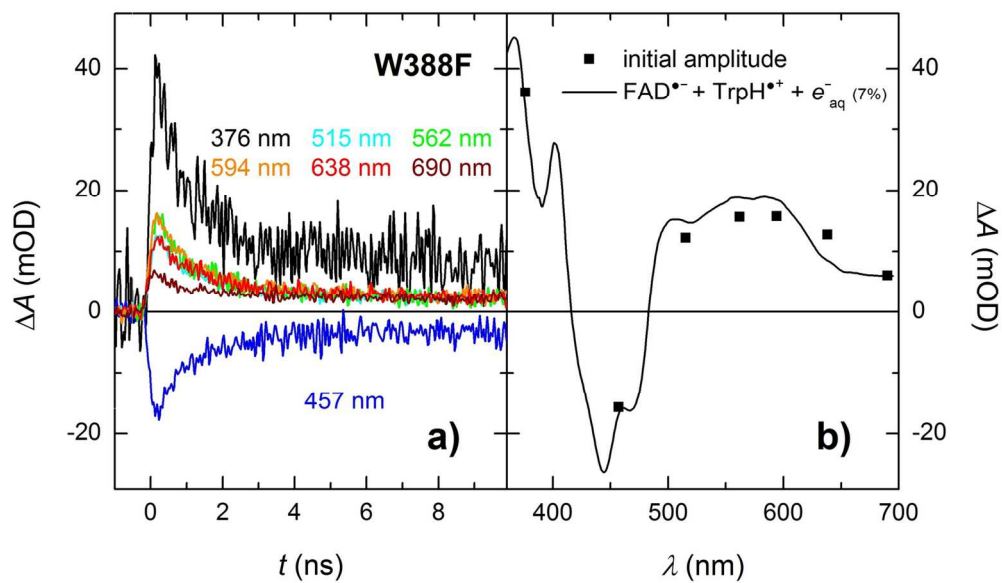 W388F
376 nm 515 nm 562 nm
594 nm 638 nm 690 nm
457 nm
a)
ΔA (mOD)
40
20
0
-20
0 2 4 6 8
t (ns)
initial amplitude
FAD•− + TrpH•+ + e−aq (7%)
b)
400 500 600 700
λ (nm)
40
20
0
-20
ΔA (mOD)